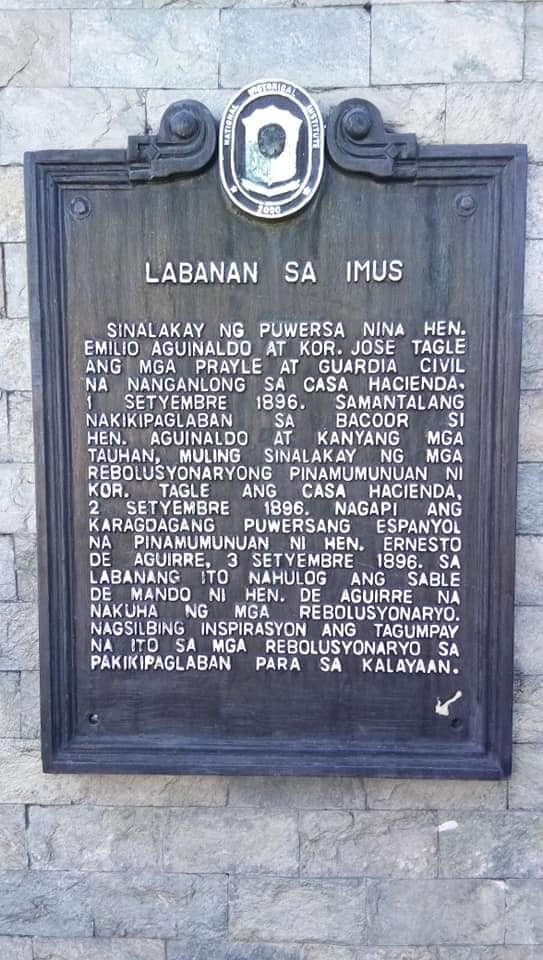 NATIONAL HISTORICAL INSTITUTE
2000
LABANAN SA IMUS
SINALAKAY NG PUWERSA NINA HEN.
EMILIO AGUINALDO AT KOR. JOSE TAGLE
ANG MGA PRAYLE AT GUARDIA CIVIL
NA NANGANLONG SA CASA HACIENDA,
1 SETYEMBRE 1896. SAMANTALANG
NAKIKIPAGLABAN SA BACOOR SI
HEN. AGUINALDO AT KANYANG MGA
TAUHAN, MULING SINALAKAY NG MGA
REBOLUSYONARYONG PINAMUMUNUAN NI
KOR. TAGLE ANG CASA HACIENDA,
2 SETYEMBRE 1896. NAGAPI ANG
KARAGDAGANG PUWERSANG ESPANYOL
NA PINAMUMUNUAN NI HEN. ERNESTO
DE AGUIRRE, 3 SETYEMBRE 1896. SA
LABANANG ITO NAHULOG ANG SABLE
DE MANDO NI HEN. DE AGUIRRE NA
NAKUHA NG MGA REBOLUSYONARYO.
NAGSILBING INSPIRASYON ANG TAGUMPAY
NA ITO SA MGA REBOLUSYONARYO SA
PAKIKIPAGLABAN PARA SA KALAYAAN.